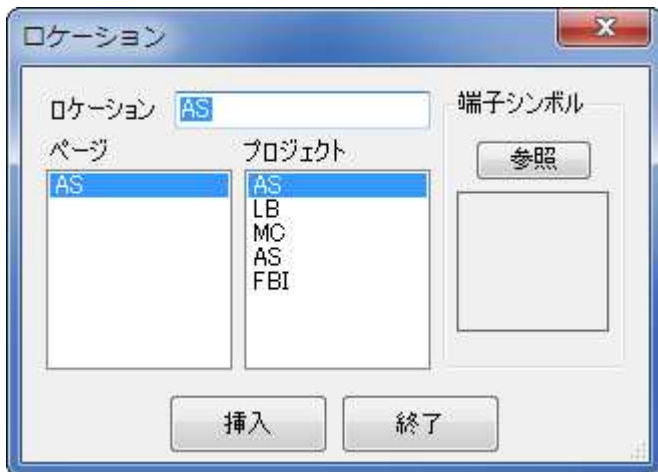 ロケーション
ロケーション AS
端子シンボル
ページ
プロジェクト
参照
AS
AS
LB
MC
AS
FBI
挿入
終了